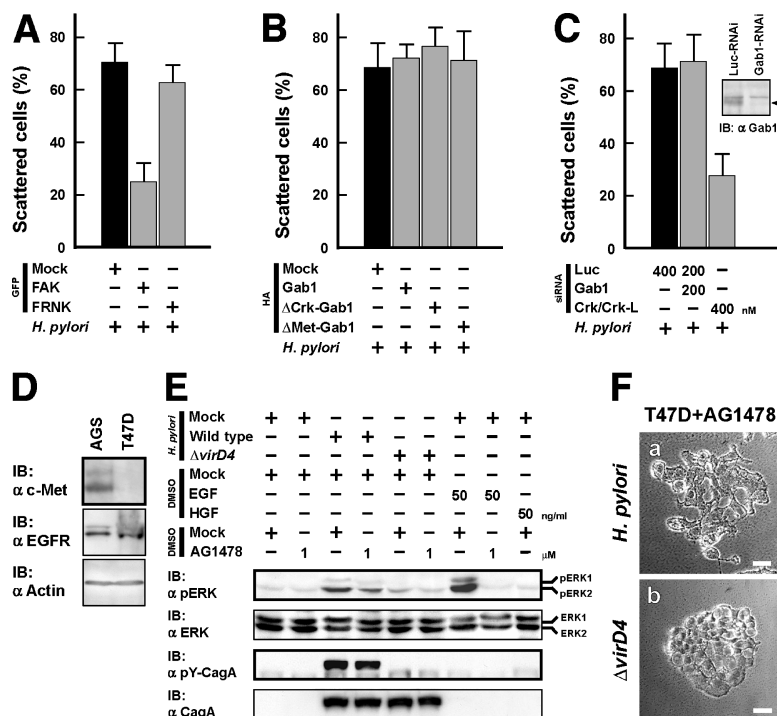 A
Scattered cells (%)
80
60
40
20
0
GFP
Mock + – –
FAK – + –
FRNK – – +
H. pylori + + +
B
Scattered cells (%)
80
60
40
20
0
HA
Mock + – – –
Gab1 – + – –
ΔCrk-Gab1 – – + –
ΔMet-Gab1 – – – +
H. pylori + + + +
C
Scattered cells (%)
80
60
40
20
0
Luc-RNAi
Gab1-RNAi
IB: α Gab1
siRNA
Luc 400 200 –
Gab1 – 200 –
Crk/Crk-L – – 400 nM
H. pylori + + +
D
AGS
T47D
IB:
α c-Met
IB:
α EGFR
IB:
α Actin
E
H. pylori
Mock + + – – – – + + +
Wild type – – + + – – – – –
ΔvirD4 – – – – + + – – –
DMSO
Mock + + + + + + – – –
EGF – – – – – – 50 50 –
HGF – – – – – – – – 50 ng/ml
DMSO
Mock + – + – + – + – +
AG1478 – 1 – 1 – 1 – 1 – μM
IB:
α pERK
pERK1
pERK2
IB:
α ERK
ERK1
ERK2
IB:
α pY-CagA
IB:
α CagA
F
T47D+AG1478
a
H. pylori
b
ΔvirD4